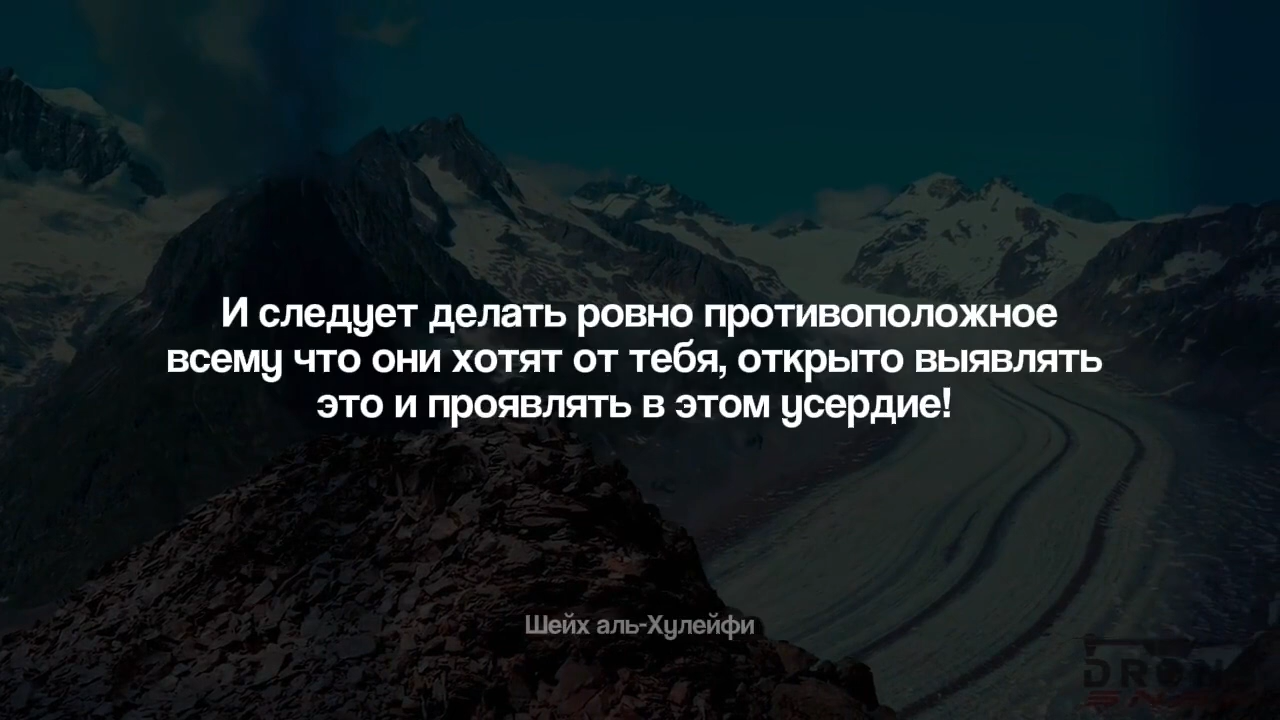 И следует делать ровно противоположное
всему что они хотят от тебя, открыто выявлять
это и проявлять в этом усердие!
Шейх аль-Хулейфи
DRON